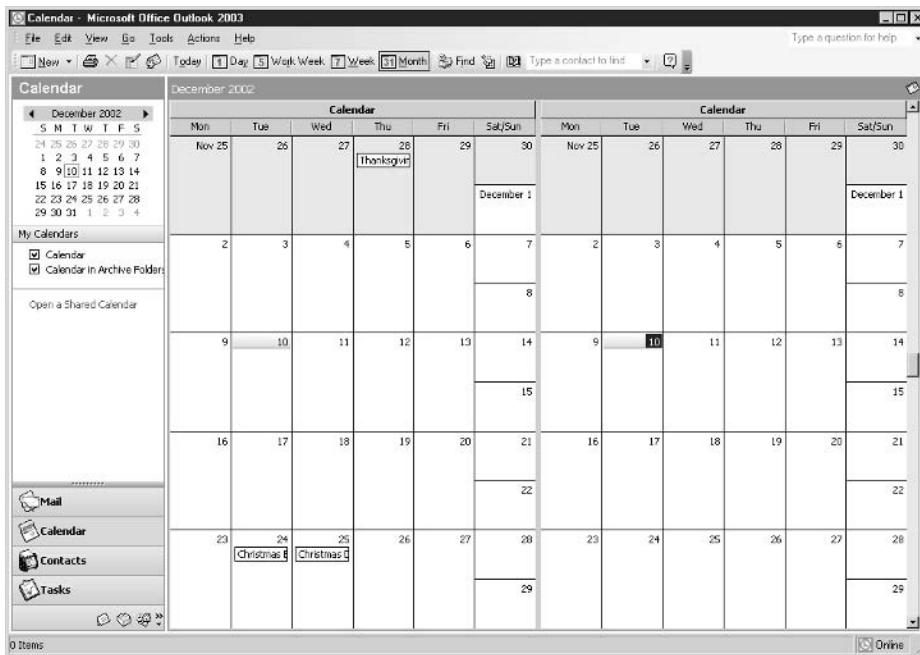 Calendar - Microsoft Office Outlook 2003
File Edit View Go Tools Actions Help
Type a question for help
New Today 1 Day 5 Work Week 7 Week 31 Month Find Type a contact to find
Calendar
December 2002
S M T W T F S
24 25 26 27 28 29 30
1 2 3 4 5 6 7
8 9 10 11 12 13 14
15 16 17 18 19 20 21
22 23 24 25 26 27 28
29 30 31 1 2 3 4
My Calendars
Calendar
Calendar in Archive Folders
Open a Shared Calendar
Mail
Calendar
Contacts
Tasks
December 2002
Calendar
Mon Tue Wed Thu Fri Sat/Sun
Nov 25 26 27 28 29 30
Thanksgivin
December 1
2 3 4 5 6 7
8
9 10 11 12 13 14
15
16 17 18 19 20 21
22
23 24 25 26 27 28
Christmas E Christmas D
29
Calendar
Mon Tue Wed Thu Fri Sat/Sun
Nov 25 26 27 28 29 30
December 1
2 3 4 5 6 7
8
9 10 11 12 13 14
15
16 17 18 19 20 21
22
23 24 25 26 27 28
29
0 Items
Online